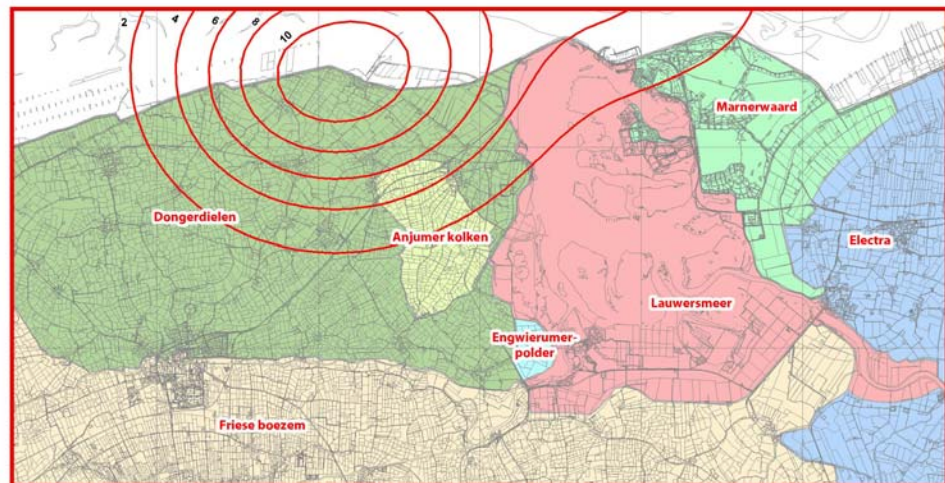 2
4
6
8
10
Marnerwaard
Dongerdielen
Anjumer kolken
Electra
Lauwersmeer
Engwierumer-
polder
Friese boezem